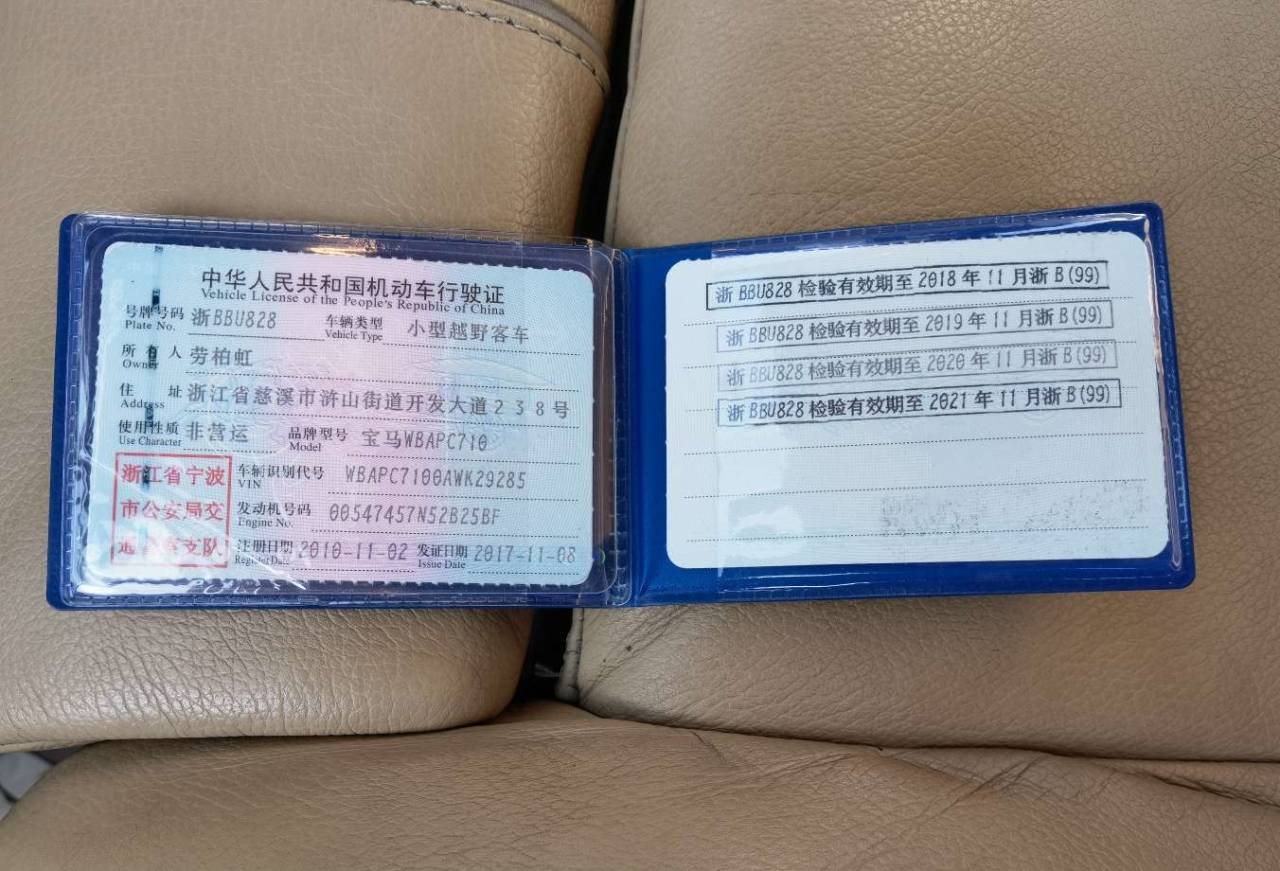 中华人民共和国机动车行驶证
Vehicle License of the People's Republic of China
号牌号码 Plate No. 浙BBU828 车辆类型 Vehicle Type 小型越野客车
所有人 Owner 劳柏虹
住址 Address 浙江省慈溪市浒山街道开发大道238号
使用性质 Use Character 非营运 品牌型号 Model 宝马WBAPC710
浙江省宁波
市公安局交
通警察支队
车辆识别代号 VIN WBAPC7100AWK29285
发动机号码 Engine No. 00547457N52B25BF
注册日期 Register Date 2010-11-02 发证日期 Issue Date 2017-11-08
浙BBU828检验有效期至2018年11月浙B(99)
浙BBU828检验有效期至2019年11月浙B(99)
浙BBU828检验有效期至2020年11月浙B(99)
浙BBU828检验有效期至2021年11月浙B(99)